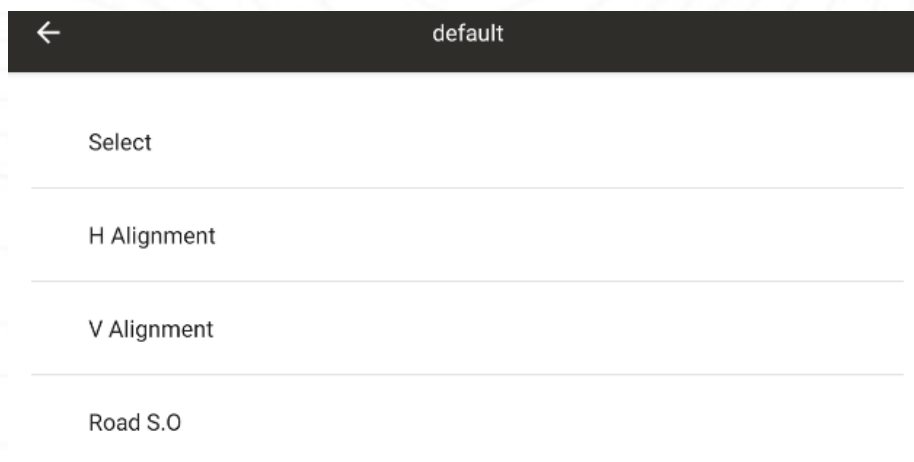 default
Select
H Alignment
V Alignment
Road S.O